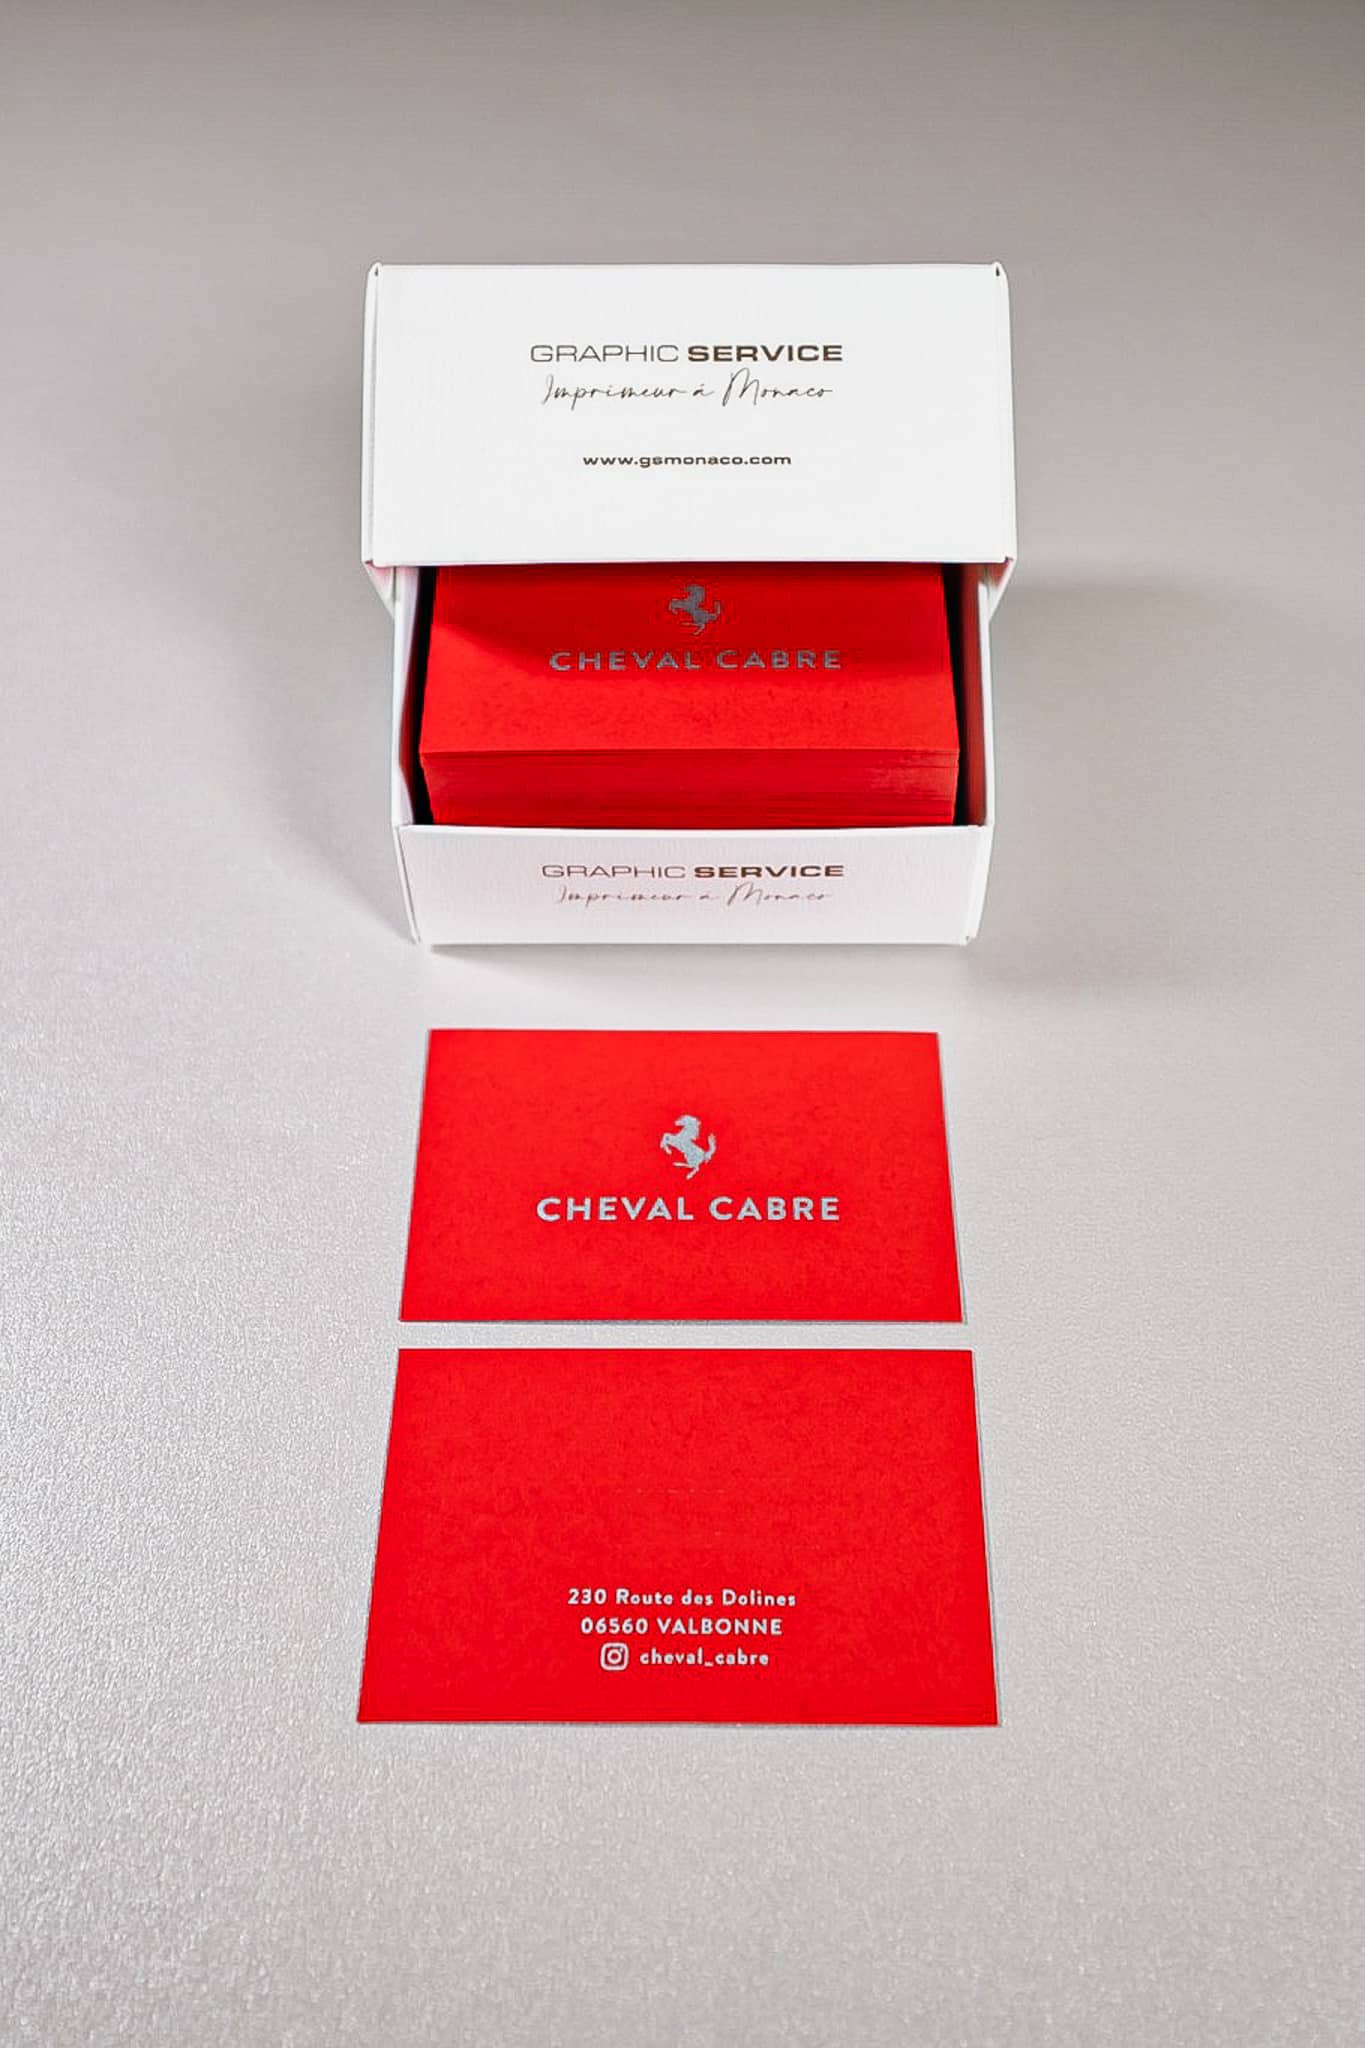 GRAPHIC SERVICE
Imprimeur à Monaco
www.gsmonaco.com
CHEVAL CABRE
GRAPHIC SERVICE
Imprimeur à Monaco
CHEVAL CABRE
230 Route des Dolines
06560 VALBONNE
cheval_cabre